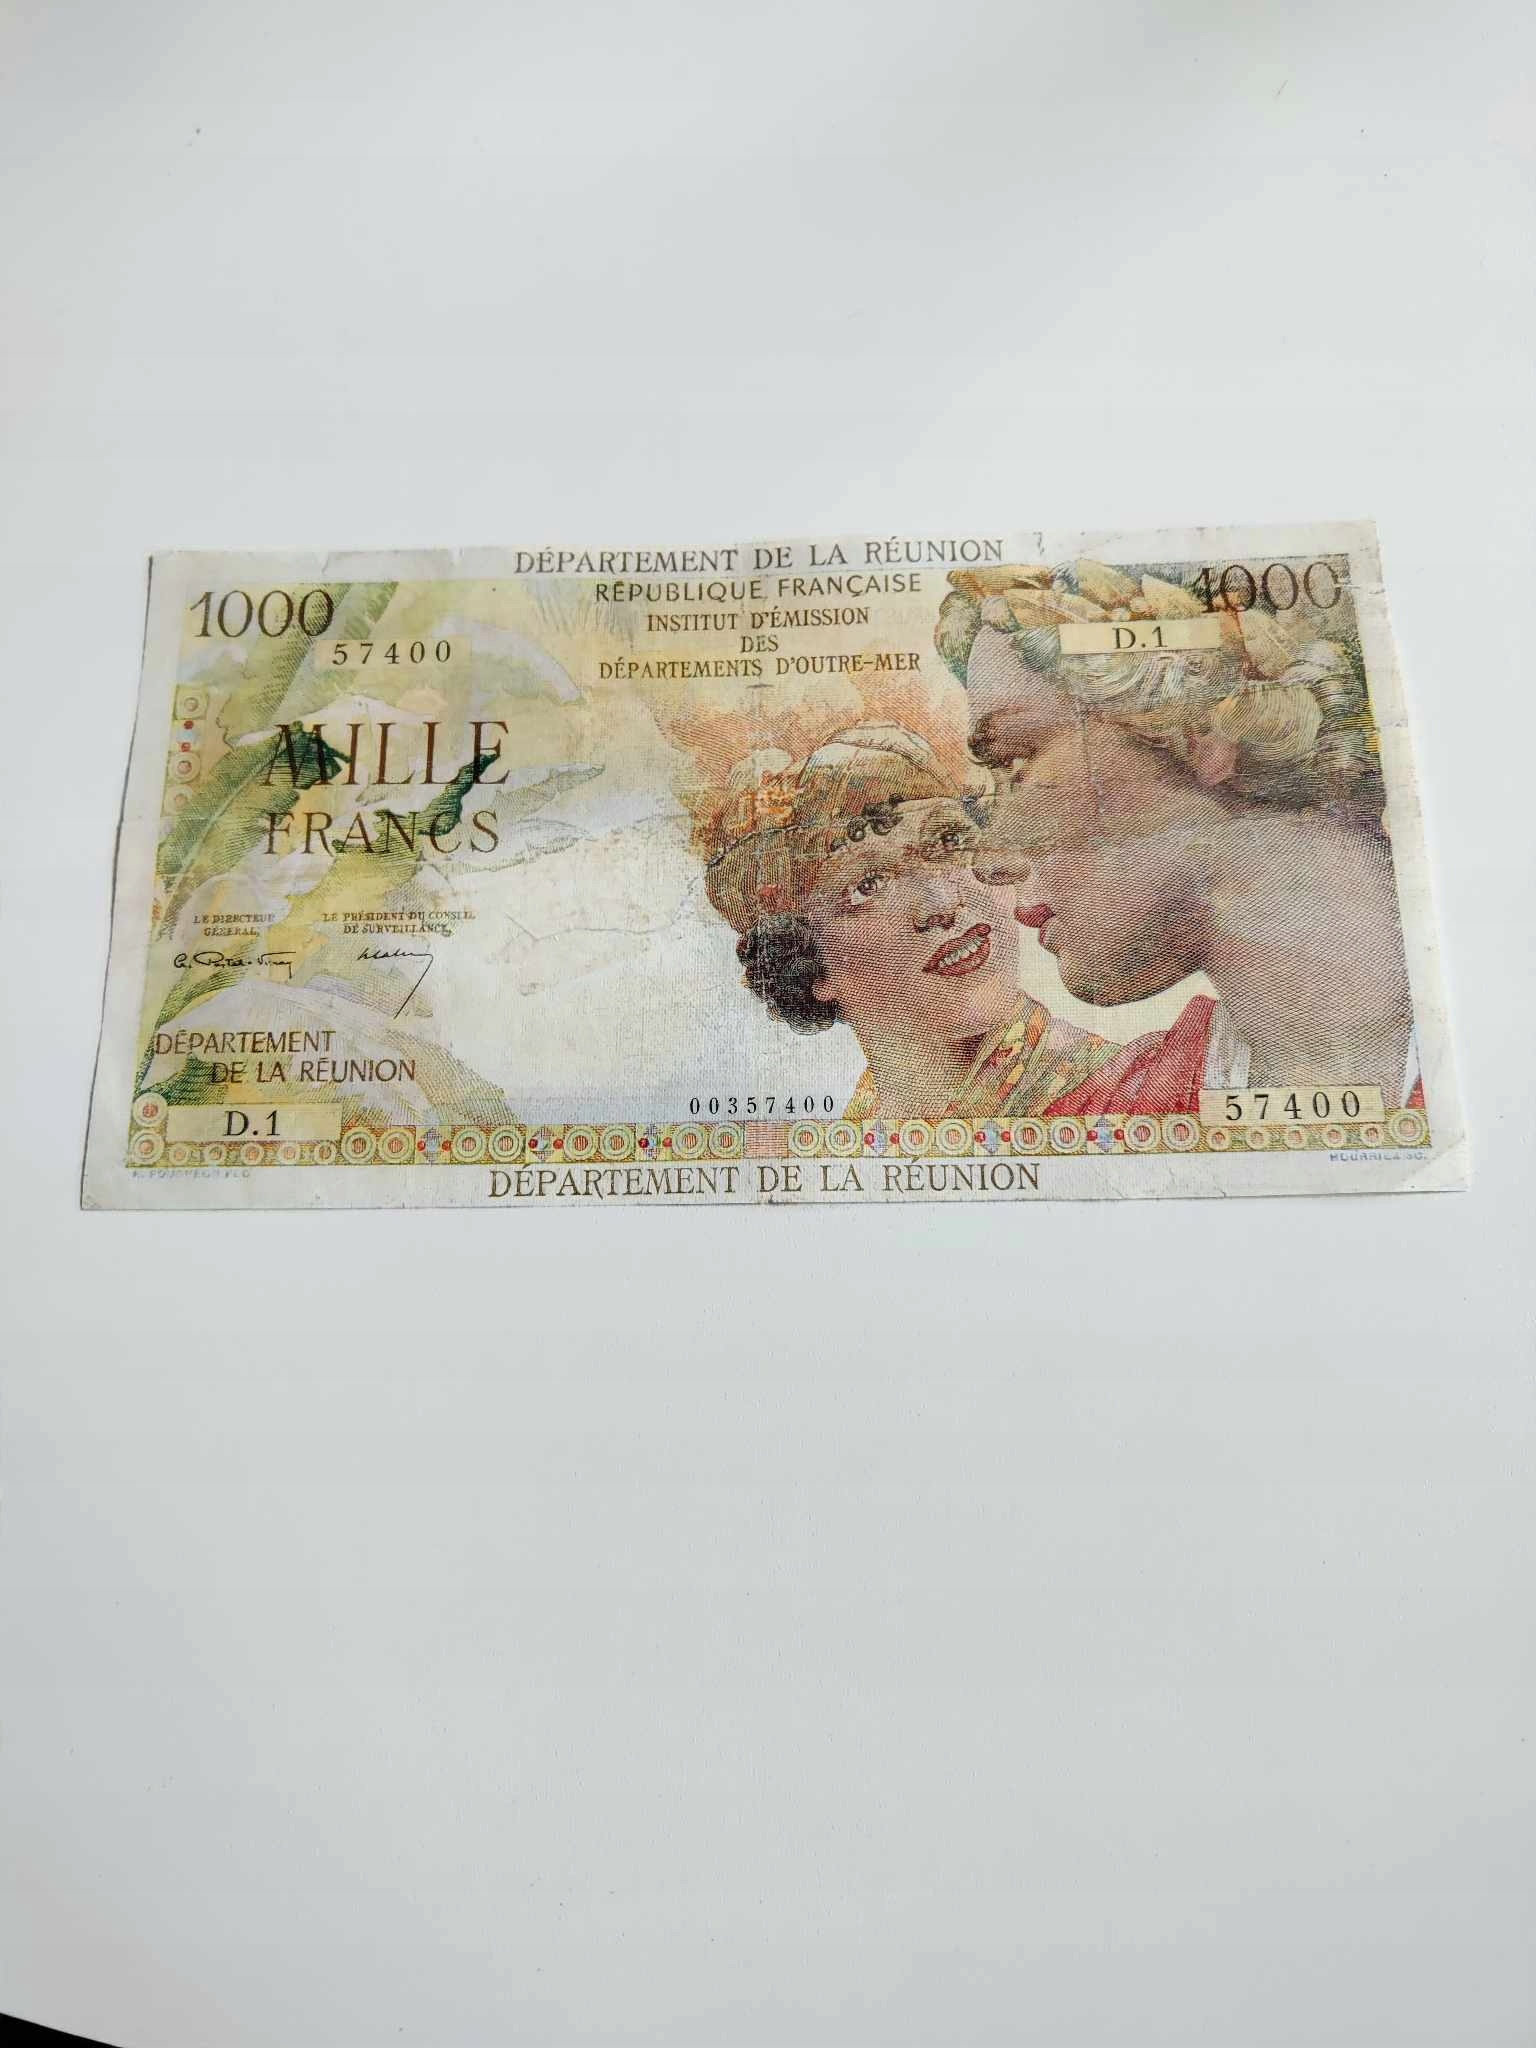 DÉPARTEMENT DE LA RÉUNION
RÉPUBLIQUE FRANÇAISE
1000
1000
INSTITUT D'ÉMISSION
DES
DÉPARTEMENTS D'OUTRE-MER
57400
D.1
MILLE
FRANCS
LE DIRECTEUR
GÉNÉRAL,
LE PRÉSIDENT DU CONSEIL
DE SURVEILLANCE,
DÉPARTEMENT
DE LA RÉUNION
D.1
00357400
57400
DÉPARTEMENT DE LA RÉUNION